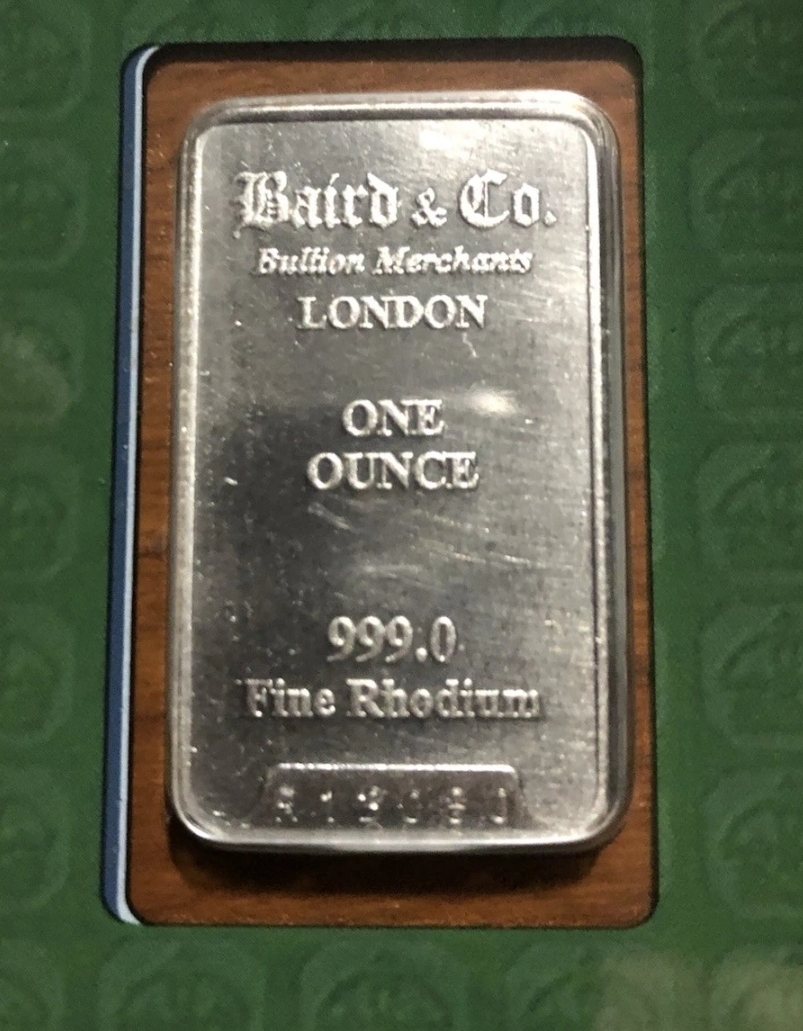 Baird & Co.
Bullion Merchants
LONDON
ONE
OUNCE
999.0
Fine Rhodium